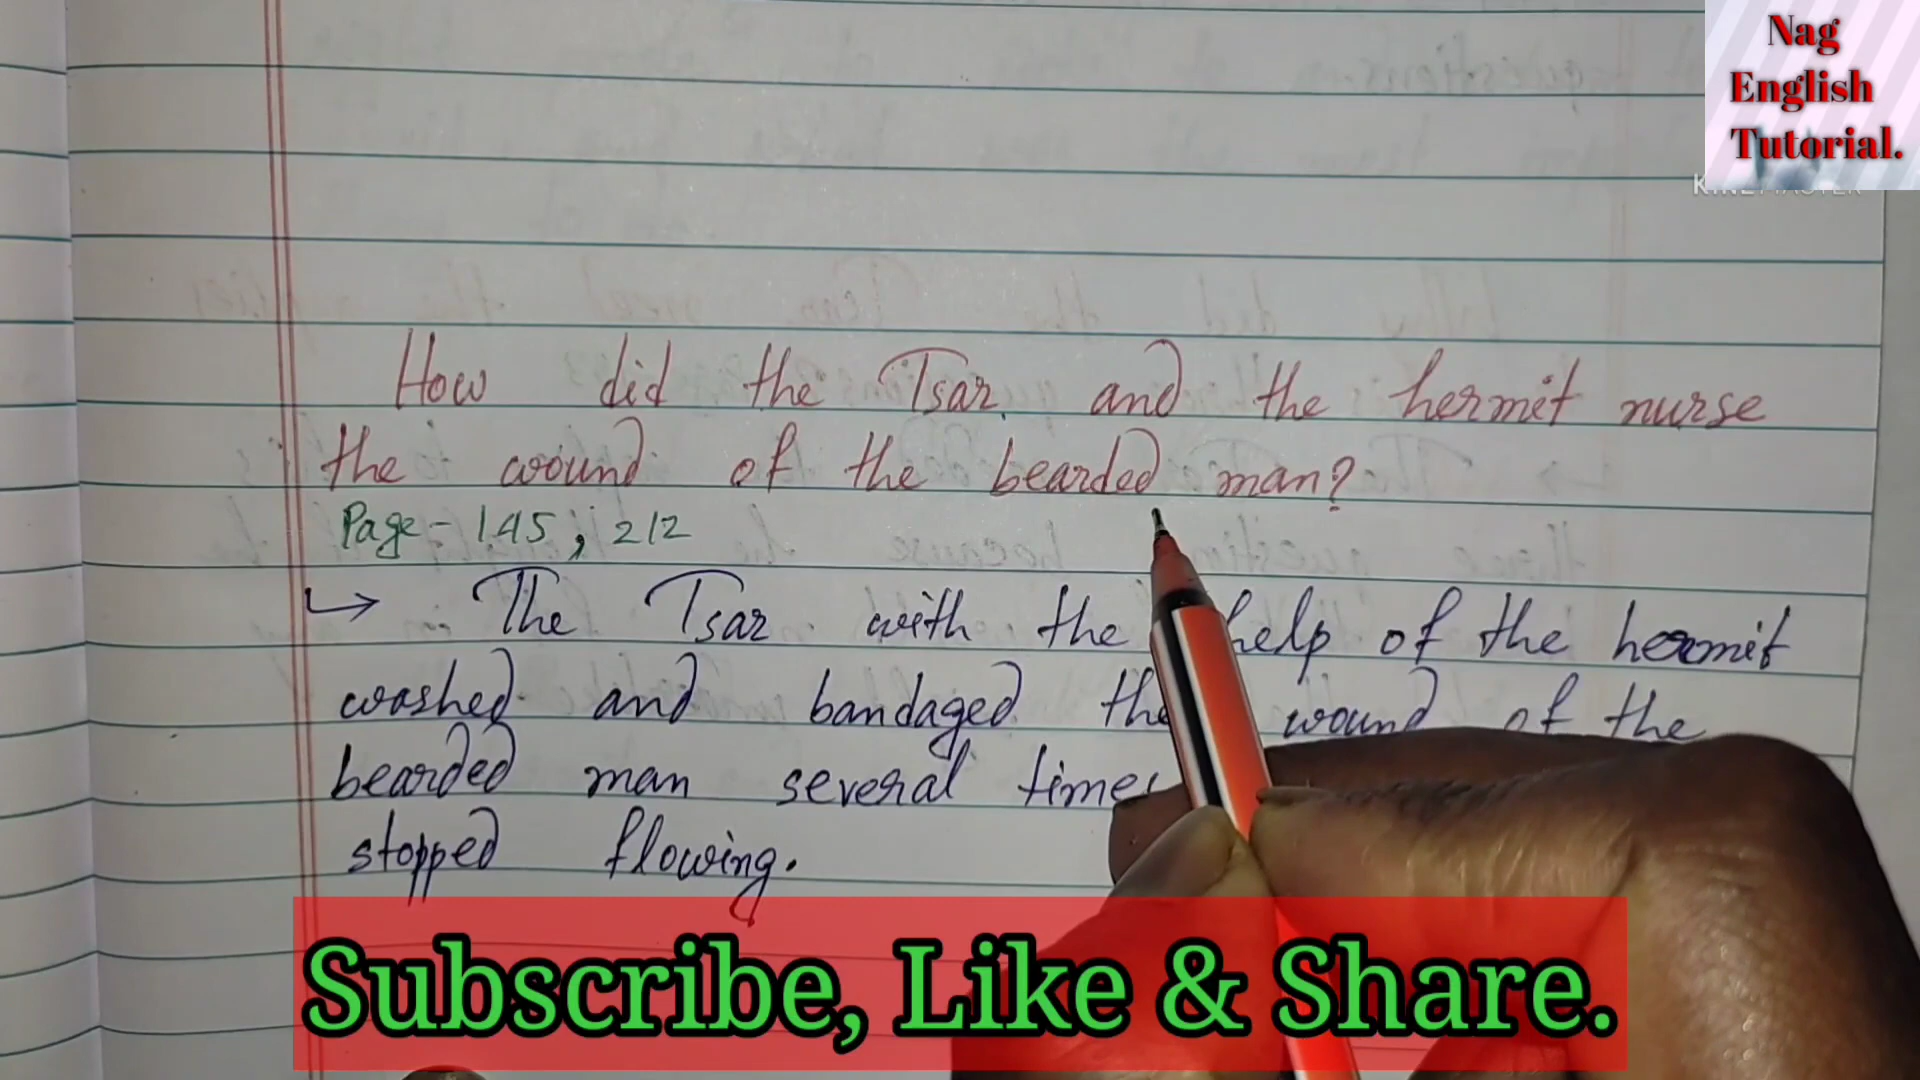 Nag
English
Tutorial.
How did the Tsar and the hermit nurse
the wound of the bearded man?
Page - 145 ; 212
↳ The Tsar with the help of the hermit
washed and bandaged the wound of the
bearded man several times
stopped flowing.
Subscribe, Like & Share.